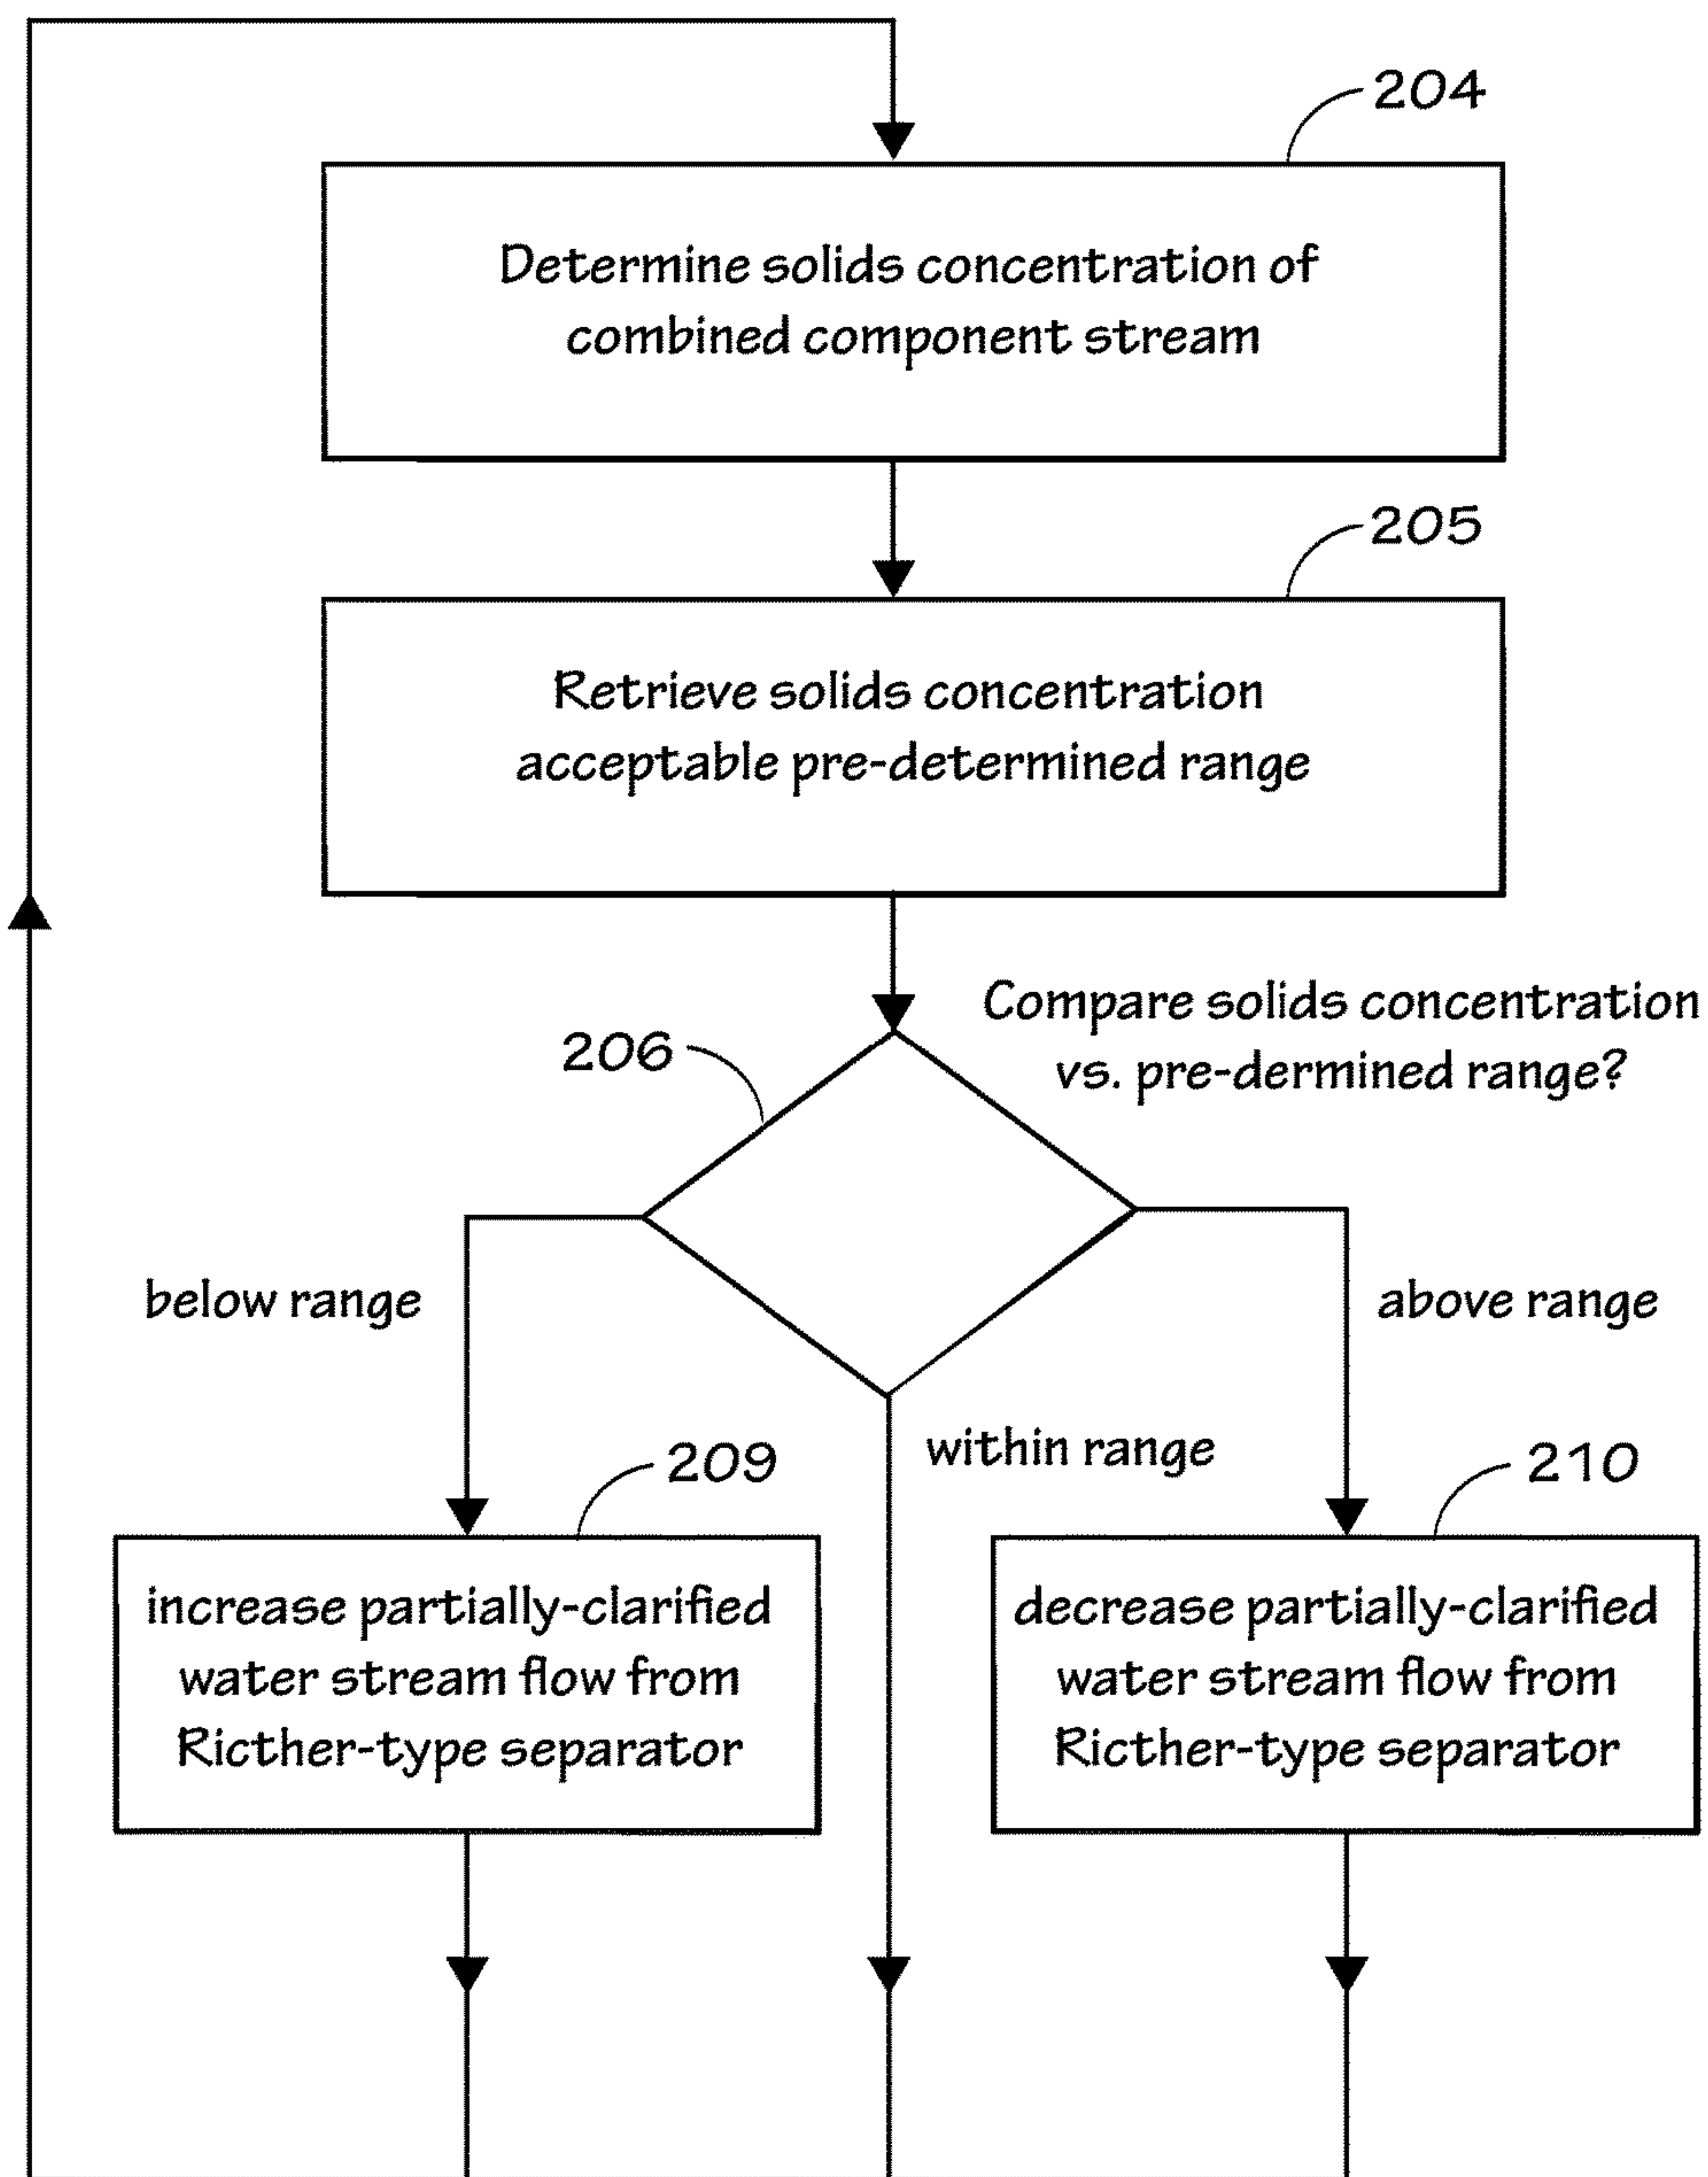 204
Determine solids concentration of
combined component stream
205
Retrieve solids concentration
acceptable pre-determined range
Compare solids concentration
vs. pre-dermined range?
206
below range
above range
within range
209
210
increase partially-clarified
water stream flow from
Ricther-type separator
decrease partially-clarified
water stream flow from
Ricther-type separator